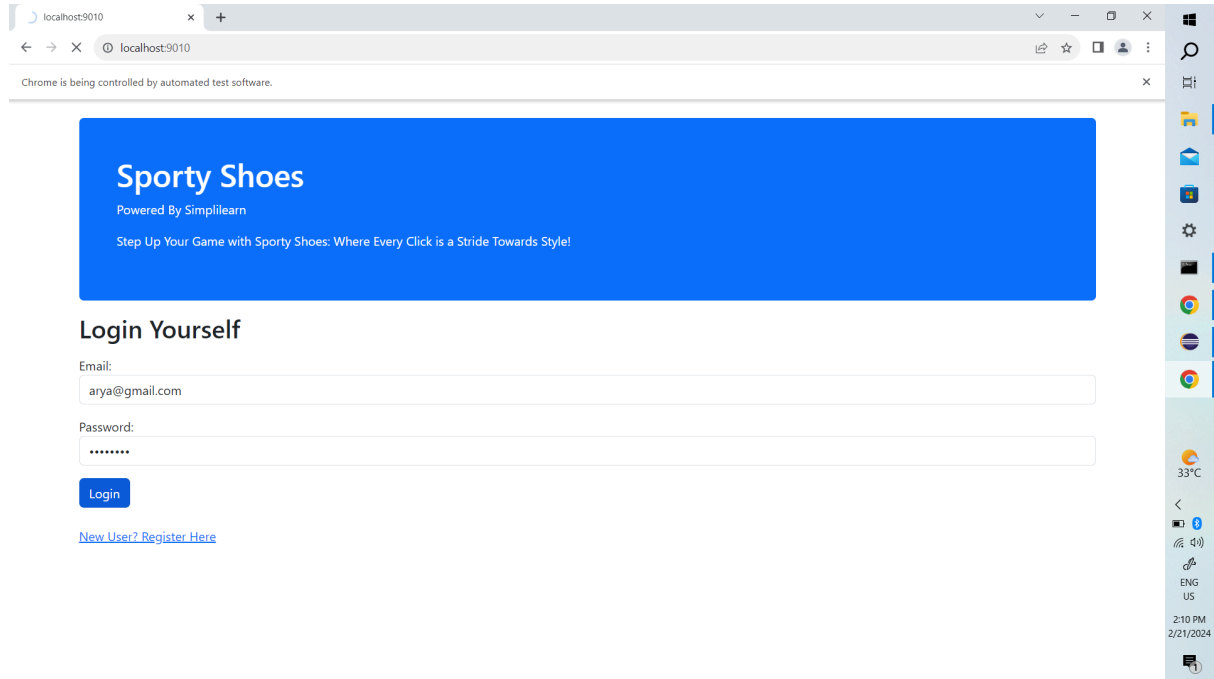 localhost:9010
localhost:9010
Chrome is being controlled by automated test software.
Sporty Shoes
Powered By Simplilearn
Step Up Your Game with Sporty Shoes: Where Every Click is a Stride Towards Style!
Login Yourself
Email:
arya@gmail.com
Password:
••••••••
Login
New User? Register Here
33°C
ENG
US
2:10 PM
2/21/2024
1